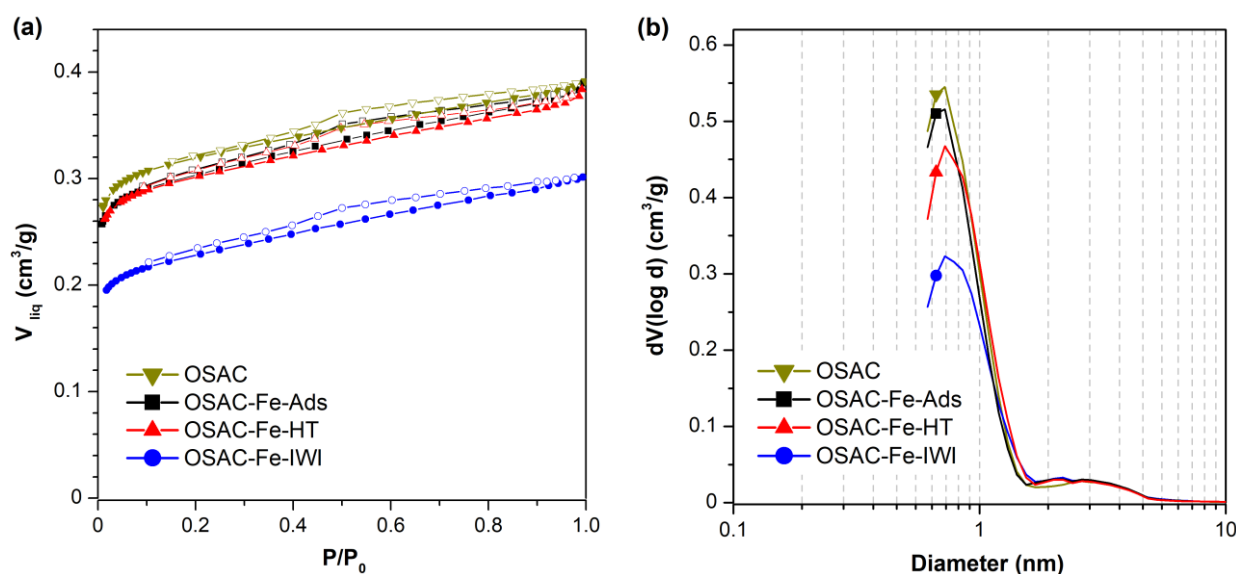 (a)
0.4
0.3
0.2
0.1
0
V liq (cm³/g)
OSAC
OSAC-Fe-Ads
OSAC-Fe-HT
OSAC-Fe-IWI
0 0.2 0.4 0.6 0.8 1.0
P/P₀
(b)
0.6
0.5
0.4
0.3
0.2
0.1
0
dV(log d) (cm³/g)
OSAC
OSAC-Fe-Ads
OSAC-Fe-HT
OSAC-Fe-IWI
0.1 1 10
Diameter (nm)